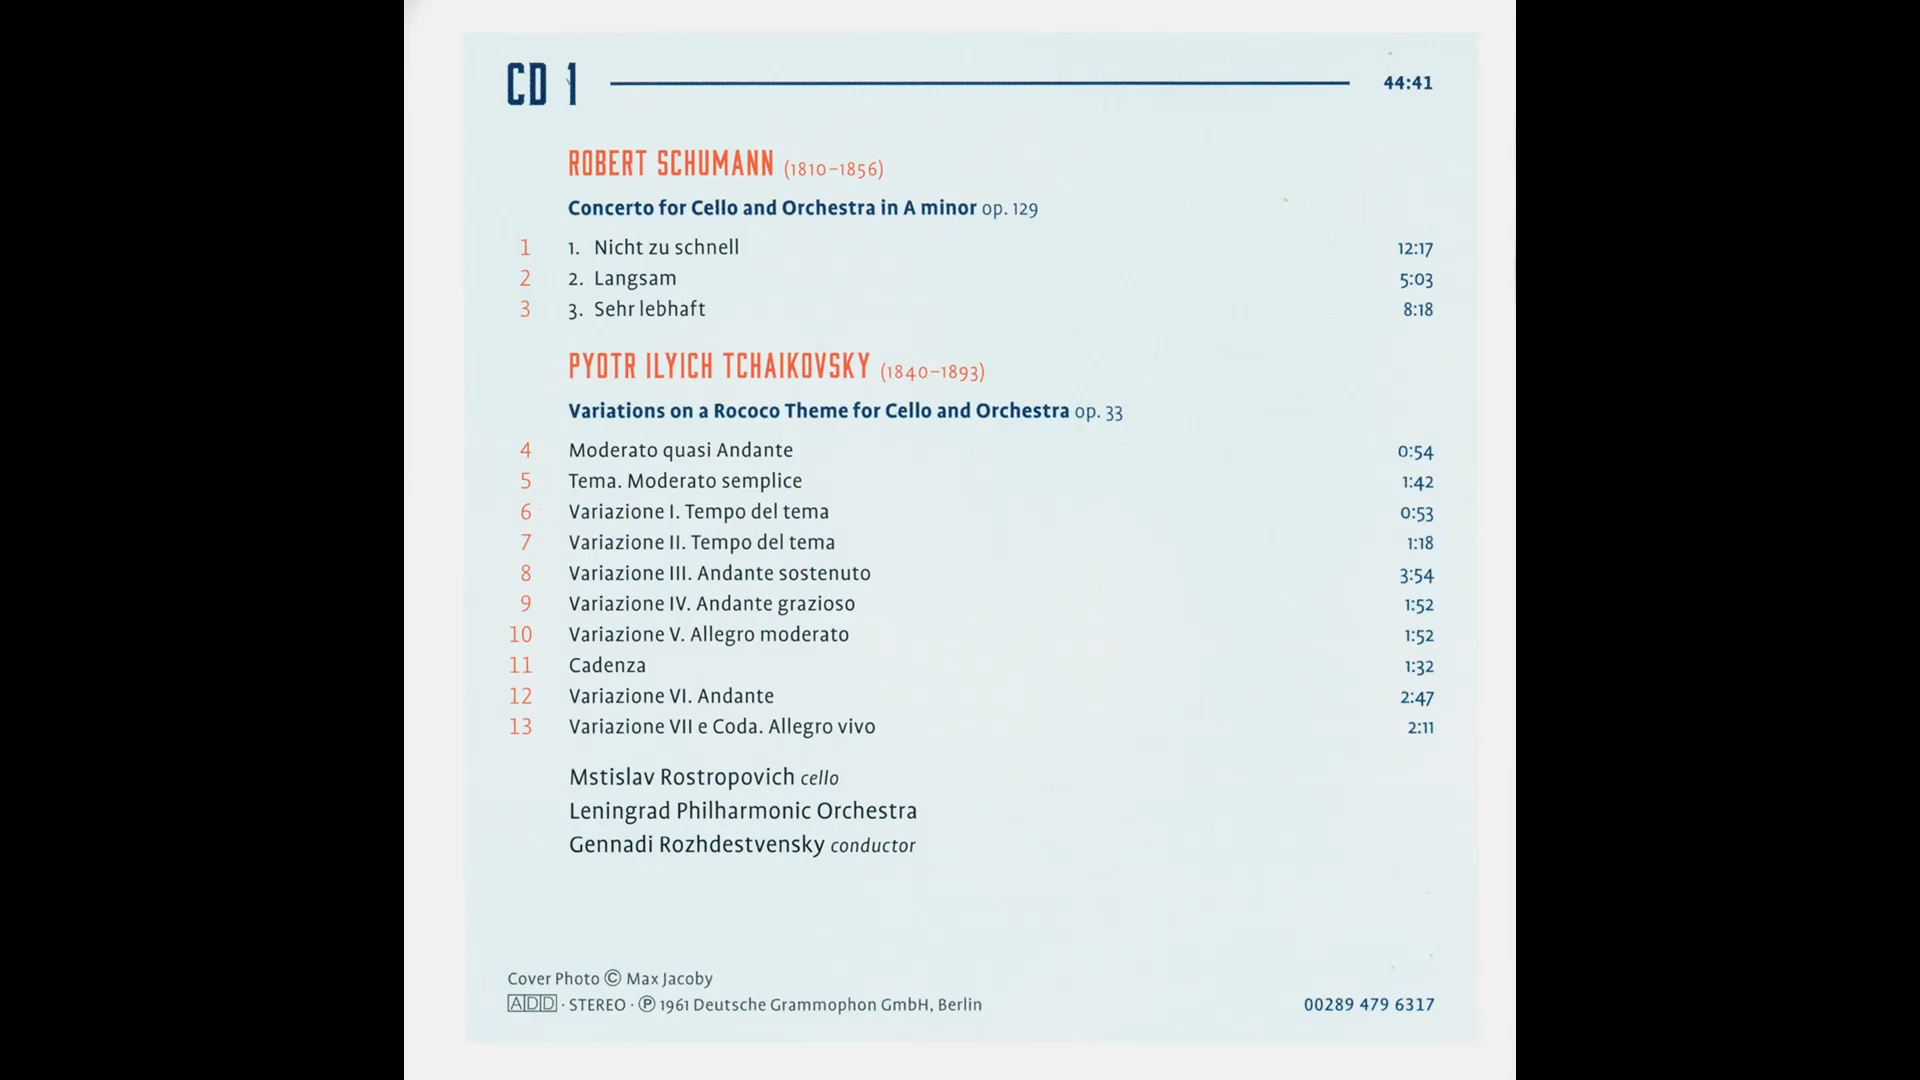 CD 1 44:41
ROBERT SCHUMANN (1810–1856)
Concerto for Cello and Orchestra in A minor op. 129
1 1. Nicht zu schnell 12:17
2 2. Langsam 5:03
3 3. Sehr lebhaft 8:18
PYOTR ILYICH TCHAIKOVSKY (1840–1893)
Variations on a Rococo Theme for Cello and Orchestra op. 33
4 Moderato quasi Andante 0:54
5 Tema. Moderato semplice 1:42
6 Variazione I. Tempo del tema 0:53
7 Variazione II. Tempo del tema 1:18
8 Variazione III. Andante sostenuto 3:54
9 Variazione IV. Andante grazioso 1:52
10 Variazione V. Allegro moderato 1:52
11 Cadenza 1:32
12 Variazione VI. Andante 2:47
13 Variazione VII e Coda. Allegro vivo 2:11
Mstislav Rostropovich cello
Leningrad Philharmonic Orchestra
Gennadi Rozhdestvensky conductor
Cover Photo © Max Jacoby
ADD · STEREO · ℗ 1961 Deutsche Grammophon GmbH, Berlin 00289 479 6317